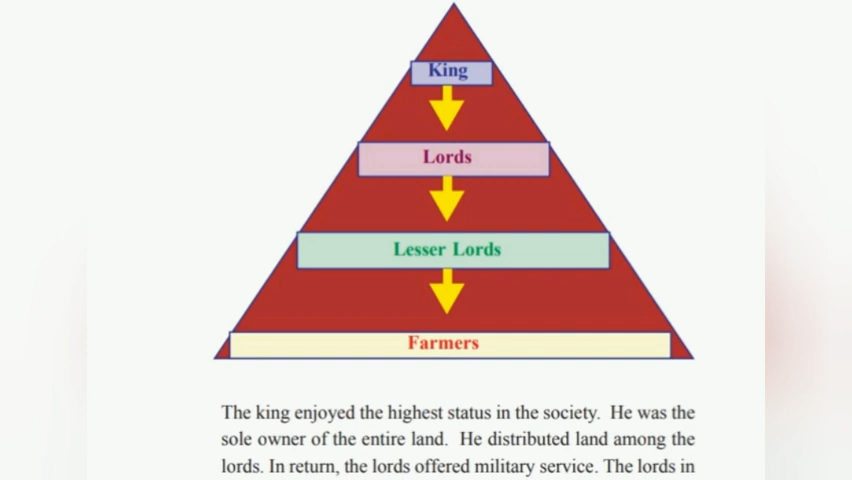 King
Lords
Lesser Lords
Farmers
The king enjoyed the highest status in the society. He was the
sole owner of the entire land. He distributed land among the
lords. In return, the lords offered military service. The lords in